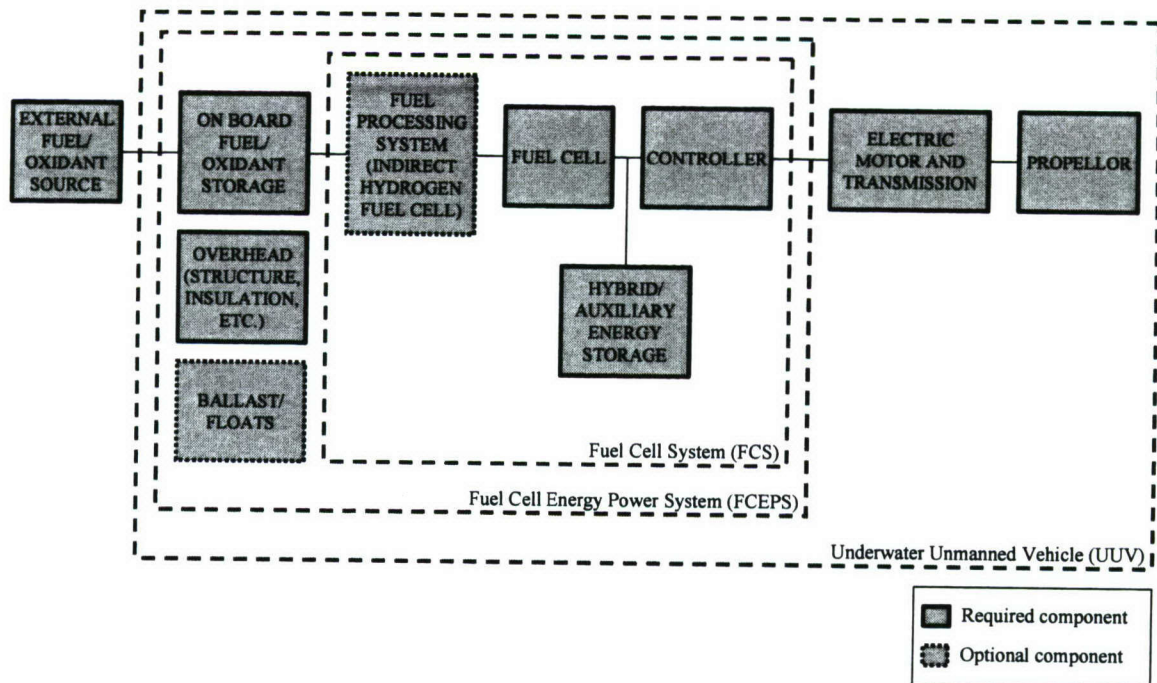 EXTERNAL
FUEL/
OXIDANT
SOURCE
ON BOARD
FUEL/
OXIDANT
STORAGE
OVERHEAD
(STRUCTURE,
INSULATION,
ETC.)
BALLAST/
FLOATS
FUEL
PROCESSING
SYSTEM
(INDIRECT
HYDROGEN
FUEL CELL)
FUEL CELL
CONTROLLER
HYBRID/
AUXILIARY
ENERGY
STORAGE
ELECTRIC
MOTOR AND
TRANSMISSION
PROPELLOR
Fuel Cell System (FCS)
Fuel Cell Energy Power System (FCEPS)
Underwater Unmanned Vehicle (UUV)
Required component
Optional component